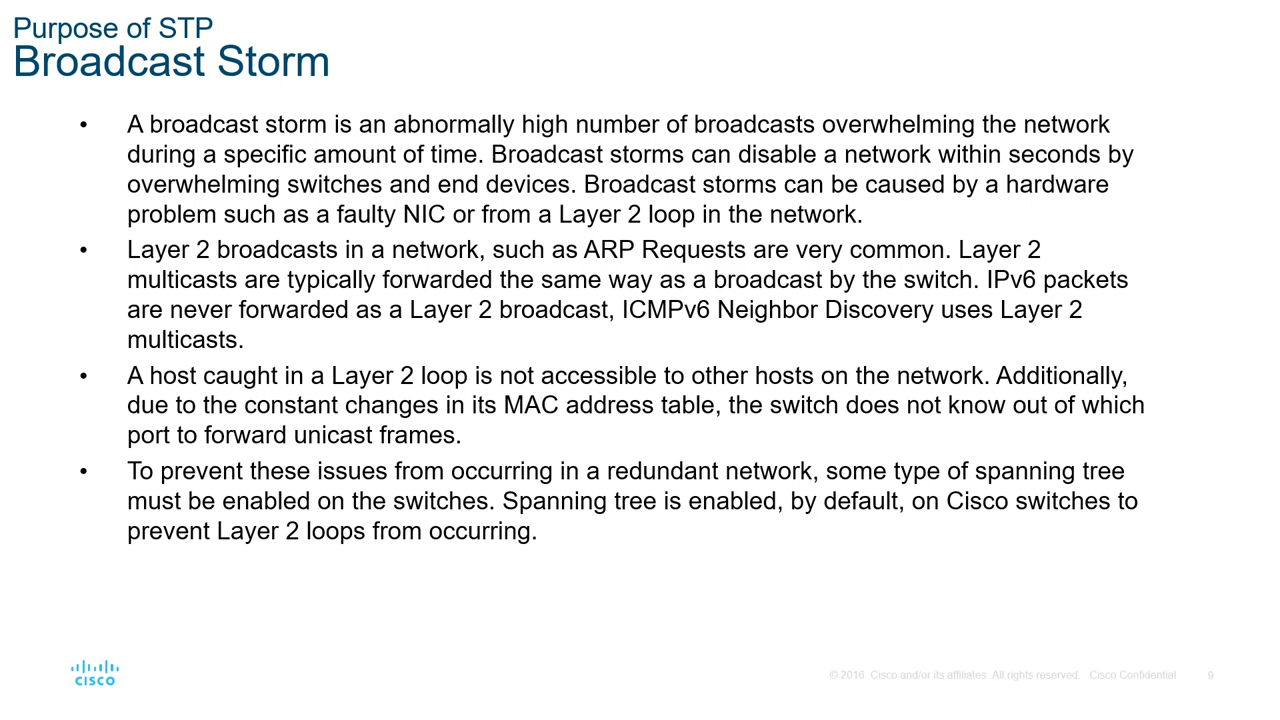 Purpose of STP
Broadcast Storm
• A broadcast storm is an abnormally high number of broadcasts overwhelming the network
during a specific amount of time. Broadcast storms can disable a network within seconds by
overwhelming switches and end devices. Broadcast storms can be caused by a hardware
problem such as a faulty NIC or from a Layer 2 loop in the network.
• Layer 2 broadcasts in a network, such as ARP Requests are very common. Layer 2
multicasts are typically forwarded the same way as a broadcast by the switch. IPv6 packets
are never forwarded as a Layer 2 broadcast, ICMPv6 Neighbor Discovery uses Layer 2
multicasts.
• A host caught in a Layer 2 loop is not accessible to other hosts on the network. Additionally,
due to the constant changes in its MAC address table, the switch does not know out of which
port to forward unicast frames.
• To prevent these issues from occurring in a redundant network, some type of spanning tree
must be enabled on the switches. Spanning tree is enabled, by default, on Cisco switches to
prevent Layer 2 loops from occurring.
CISCO
© 2016 Cisco and/or its affiliates. All rights reserved. Cisco Confidential 9